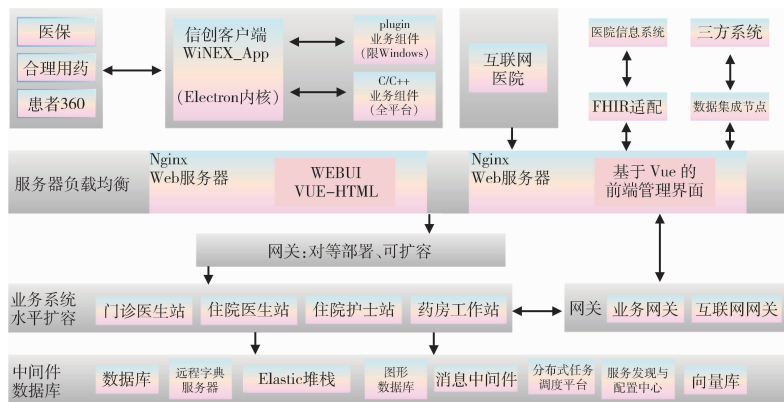 医保
合理用药
患者360
信创客户端
WiNEX_App
(Electron内核)
plugin
业务组件
(限Windows)
C/C++
业务组件
(全平台)
互联网
医院
医院信息系统
三方系统
FHIR适配
数据集成节点
服务器负载均衡
Nginx
Web服务器
WEBUI
VUE-HTML
Nginx
Web服务器
基于 Vue 的
前端管理界面
网关:对等部署、可扩容
业务系统
水平扩容
门诊医生站
住院医生站
住院护士站
药房工作站
网关
业务网关
互联网网关
中间件
数据库
数据库
远程字典
服务器
Elastic堆栈
图形
数据库
消息中间件
分布式任务
调度平台
服务发现与
配置中心
向量库